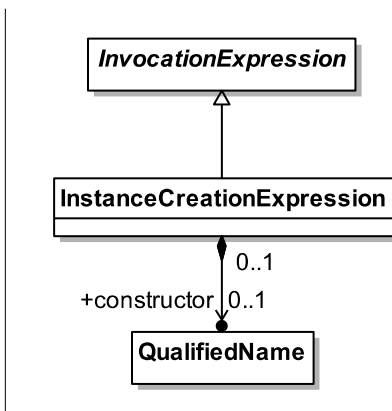 InvocationExpression
InstanceCreationExpression
0..1
+constructor 0..1
QualifiedName